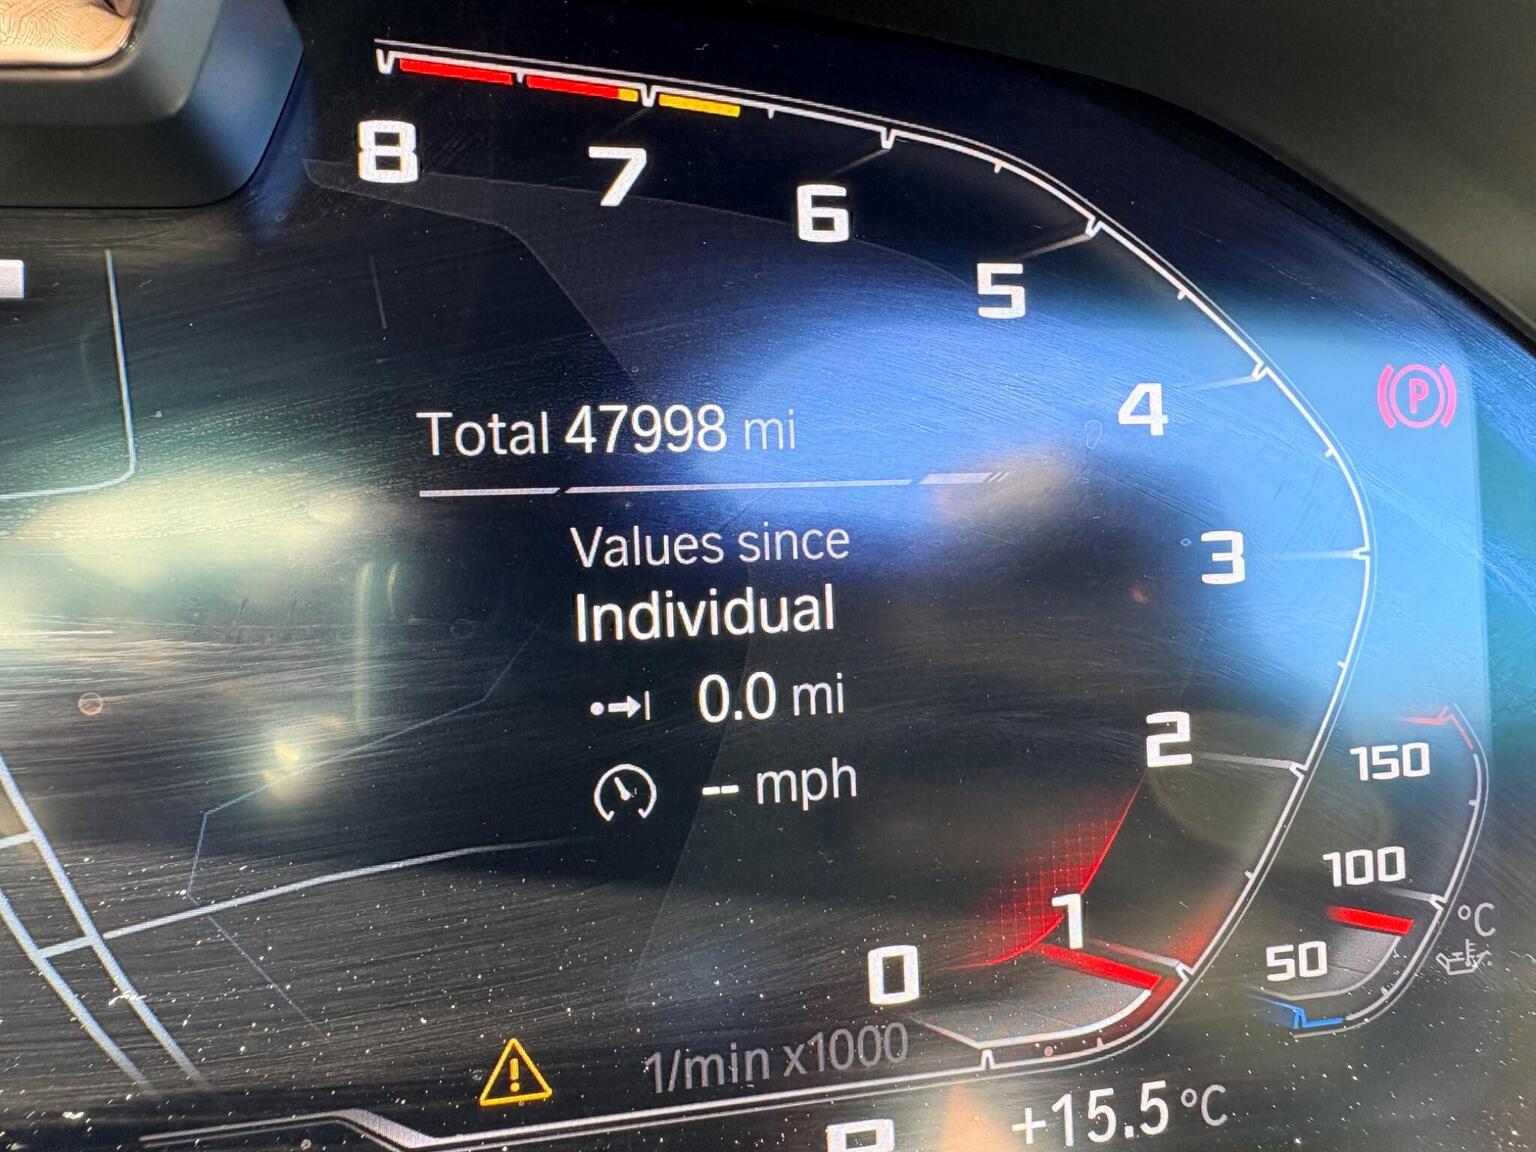 8
7
6
5
4
3
2
1
0
Total 47998 mi
Values since
Individual
0.0 mi
-- mph
P
150
100
50
°C
1/min x1000
+15.5 °C